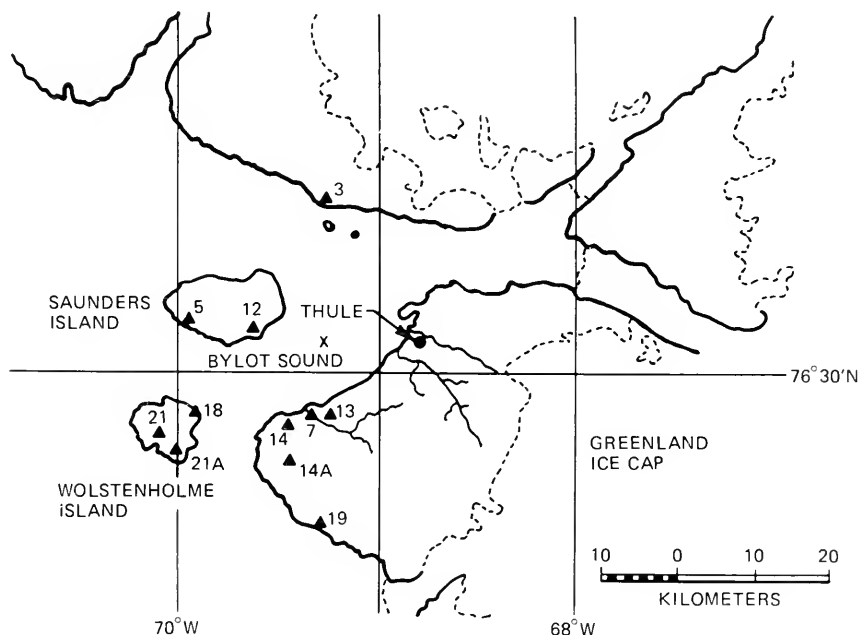 3
SAUNDERS
ISLAND
5
12
THULE
x
BYLOT SOUND
76°30'N
18
21
21A
WOLSTENHOLME
iSLAND
14
7
13
14A
19
GREENLAND
ICE CAP
10 0 10 20
KILOMETERS
70°W
68°W